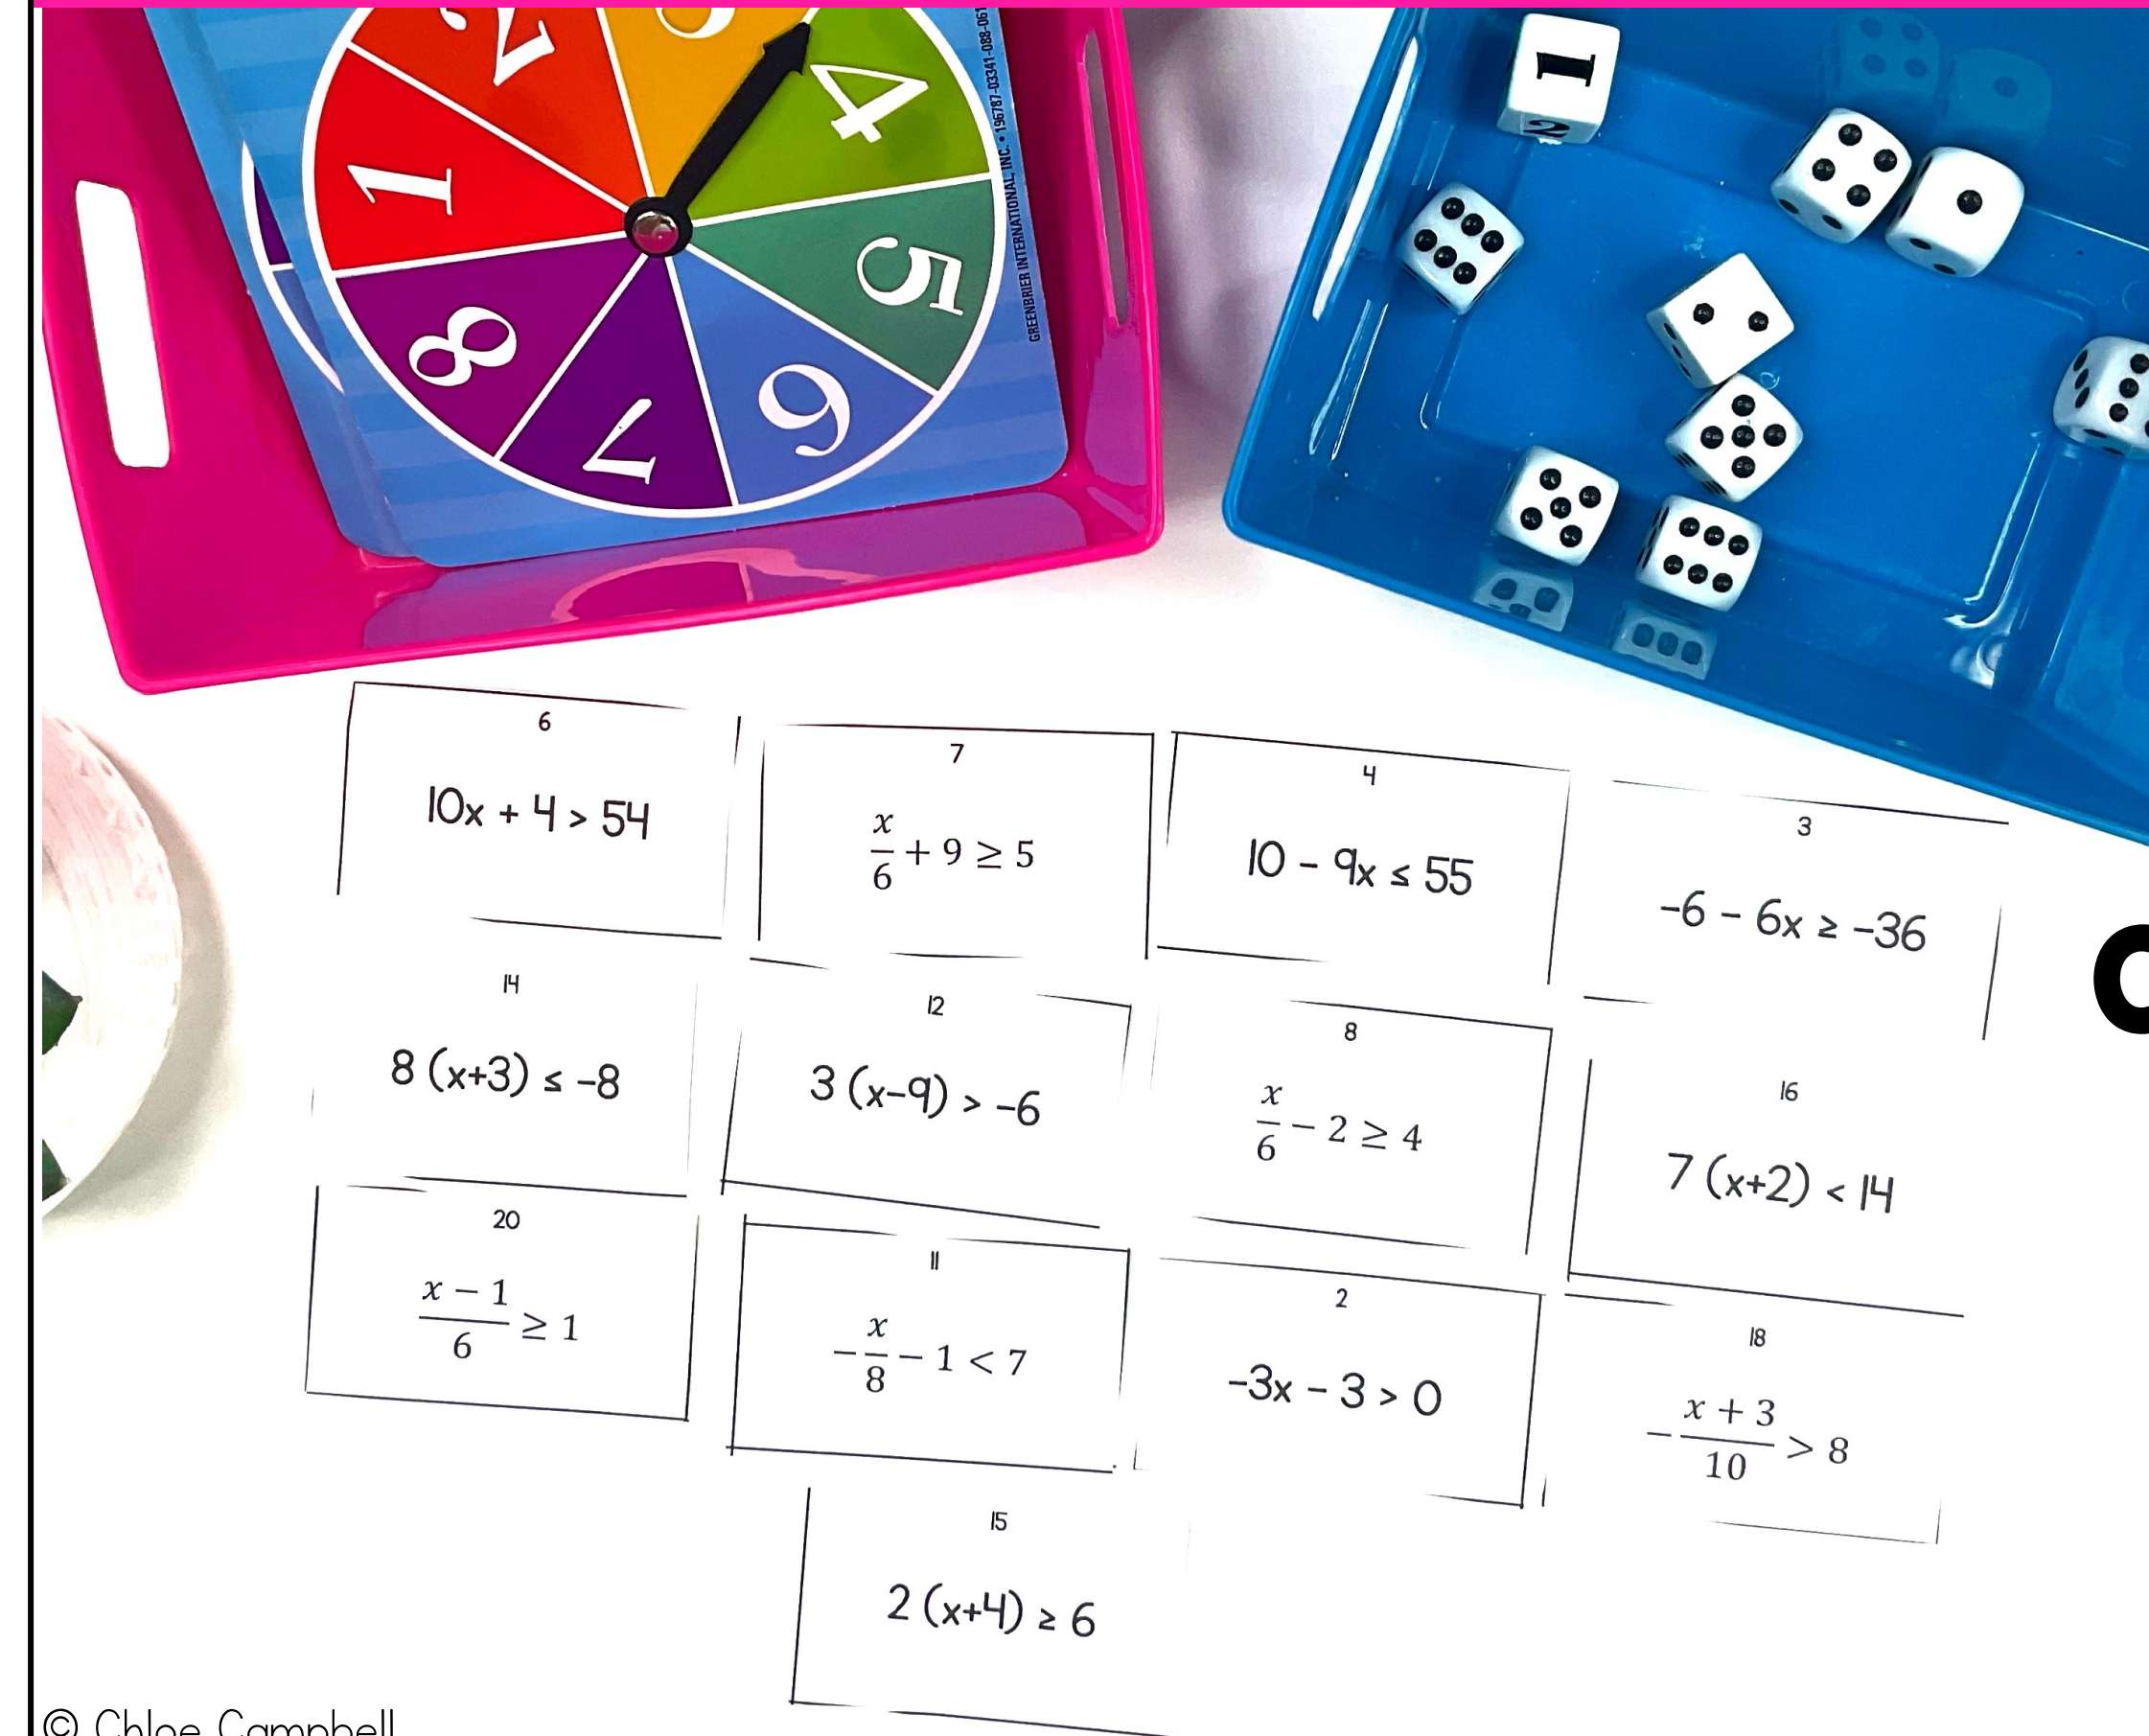 2
3
4
1
5
8
6
7
GREENBRIER INTERNATIONAL, INC. • 196787-03341-088-061
1
2
6
10x + 4 > 54
7
x/6 + 9 ≥ 5
4
10 - 9x ≤ 55
3
-6 - 6x ≥ -36
14
8 (x+3) ≤ -8
12
3 (x-9) > -6
8
x/6 − 2 ≥ 4
16
7 (x+2) < 14
20
(x − 1)/6 ≥ 1
11
−x/8 − 1 < 7
2
-3x - 3 > 0
18
−(x + 3)/10 > 8
15
2 (x+4) ≥ 6
© Chloe Campbell